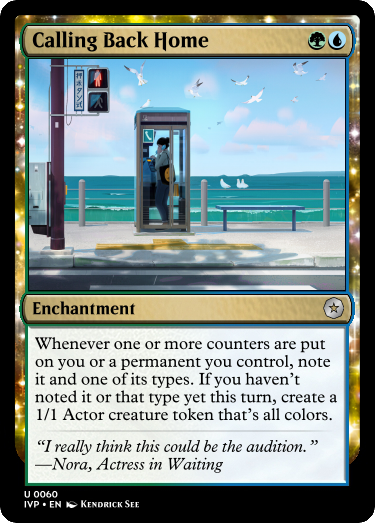 Calling Back Home
Enchantment
Whenever one or more counters are put
on you or a permanent you control, note
it and one of its types. If you haven't
noted it or that type yet this turn, create a
1/1 Actor creature token that's all colors.
“I really think this could be the audition.”
—Nora, Actress in Waiting
U 0060
IVP • EN Kendrick See